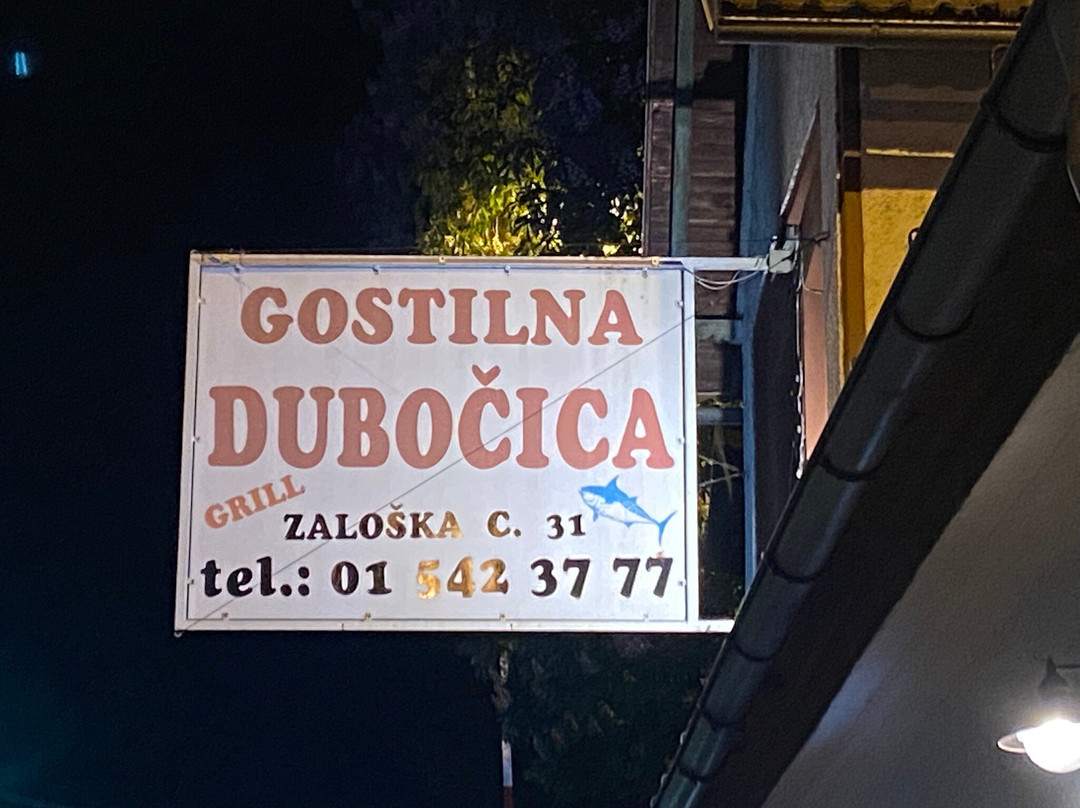 GOSTILNA
DUBOČICA
GRILL
ZALOŠKA C. 31
tel.: 01 542 37 77